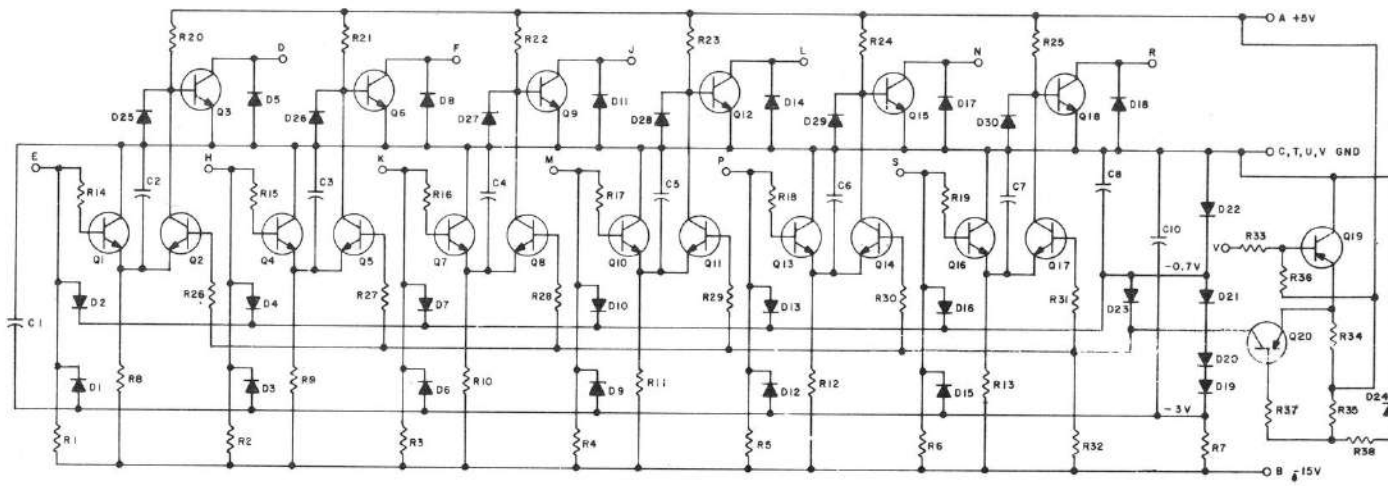 R20 R21 R22 R23 R24 R25 A +5V
D F J L N R
D25 Q3 D5 D26 Q6 D8 D27 Q9 D11 D28 Q12 D14 D29 Q15 D17 D30 Q18 D18
E H K M P S C,T,U,V GND
R14 C2 R15 C3 R16 C4 R17 C5 R18 C6 R19 C7 C8 D22
Q1 Q2 Q4 Q5 Q7 Q8 Q10 Q11 Q13 Q14 Q16 Q17 C10 V R33 Q19
-0.7V R36
D2 R26 D4 R27 D7 R28 D10 R29 D13 R30 D16 R31 D23 D21
C1 Q20 R34
D20
D1 R8 D3 R9 D6 R10 D9 R11 D12 R12 D15 R13 D19 D24
-3V R37 R35
R1 R2 R3 R4 R5 R6 R32 R7 R38
B -15V